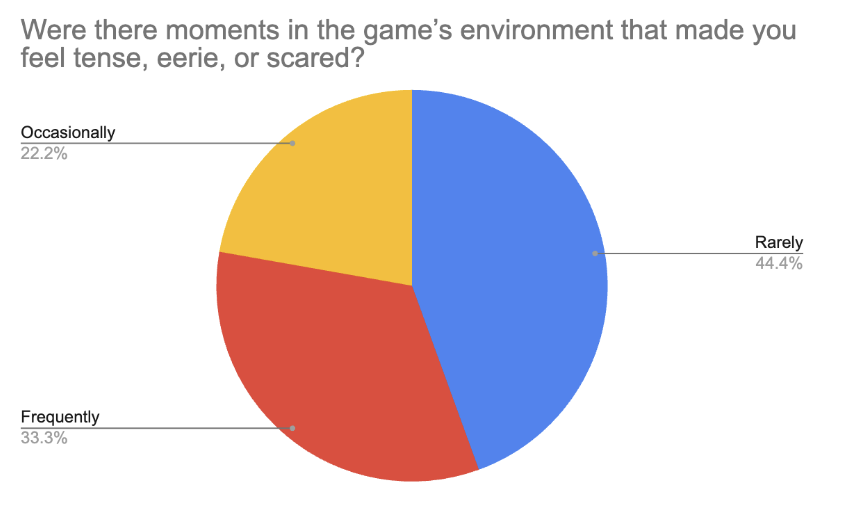 Were there moments in the game’s environment that made you
feel tense, eerie, or scared?
Occasionally
22.2%
Rarely
44.4%
Frequently
33.3%